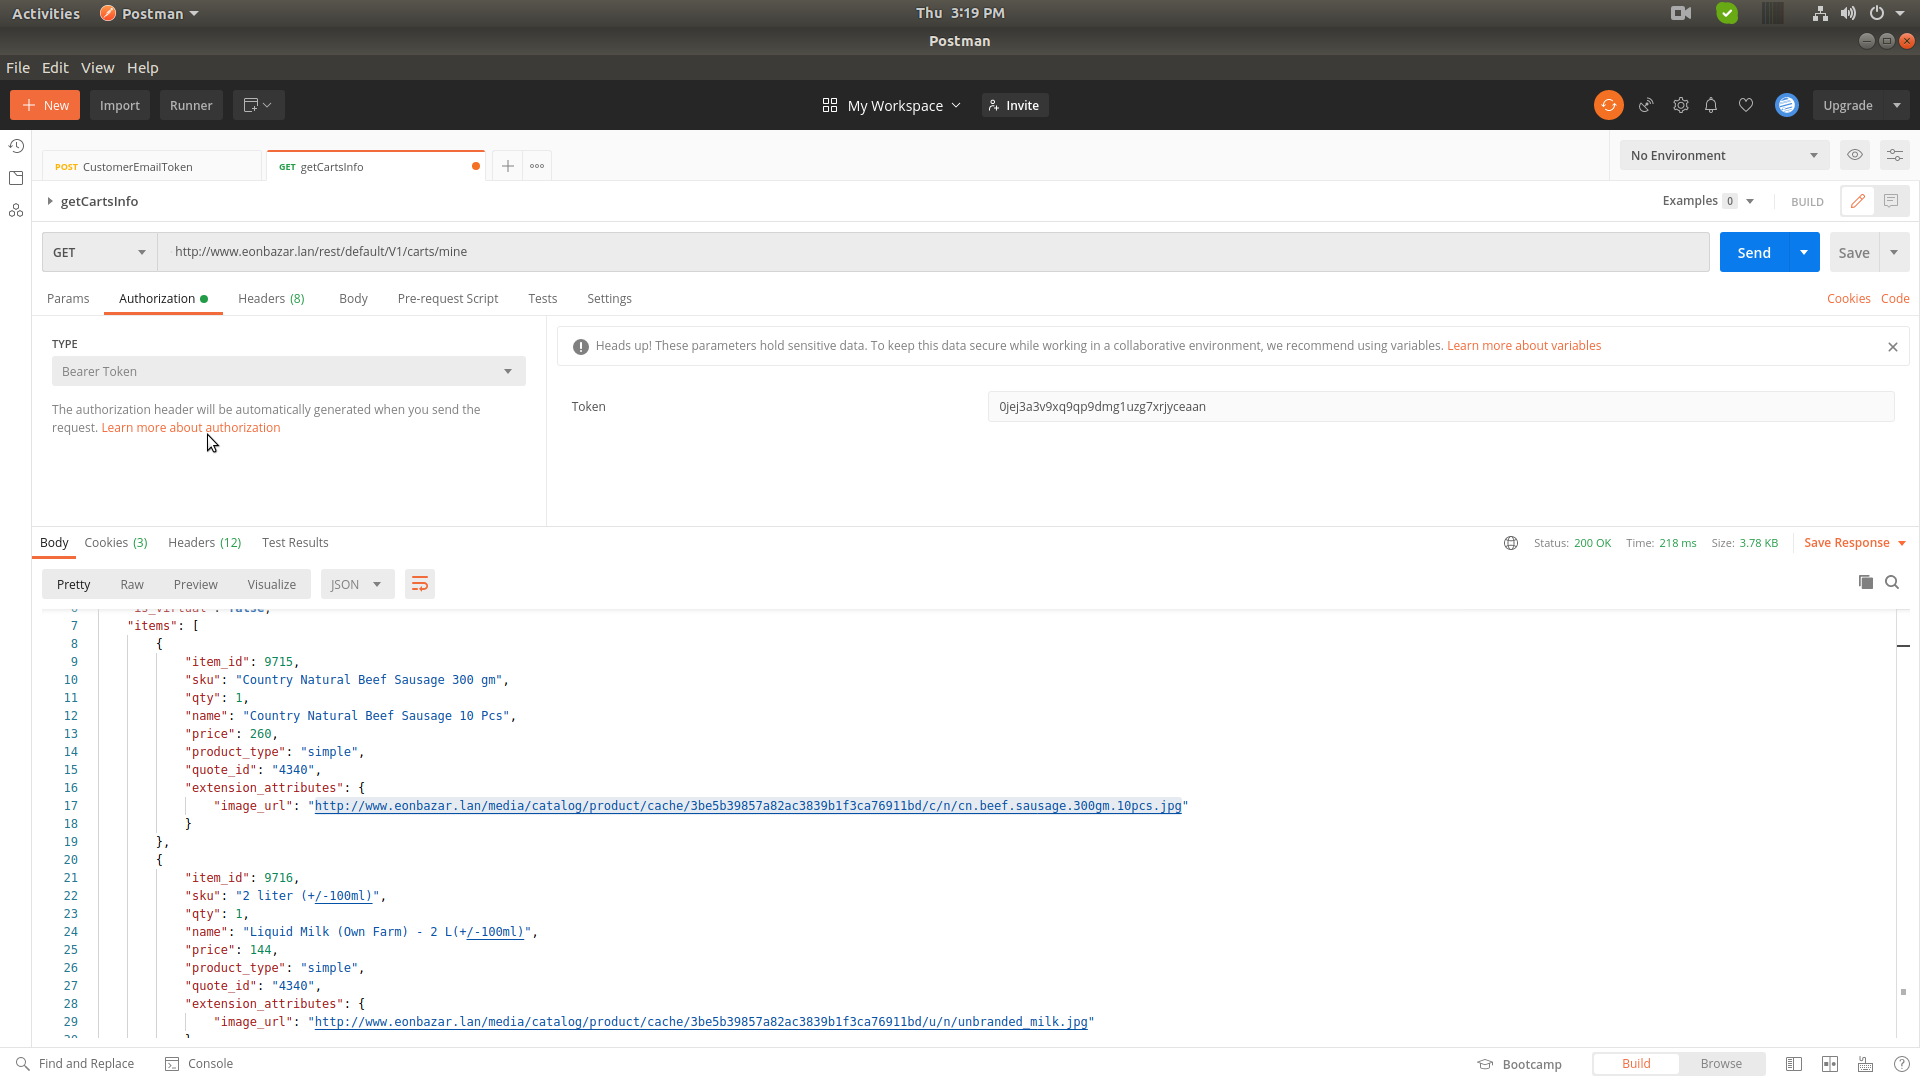 Activities Postman Thu 3:19 PM
Postman
File Edit View Help
New Import Runner My Workspace Invite Upgrade
POST CustomerEmailToken GET getCartsInfo No Environment
getCartsInfo Examples 0 BUILD
GET http://www.eonbazar.lan/rest/default/V1/carts/mine Send Save
Params Authorization Headers (8) Body Pre-request Script Tests Settings Cookies Code
TYPE
Heads up! These parameters hold sensitive data. To keep this data secure while working in a collaborative environment, we recommend using variables. Learn more about variables
Bearer Token
The authorization header will be automatically generated when you send the
request. Learn more about authorization
Token 0jej3a3v9xq9qp9dmg1uzg7xrjyceaan
Body Cookies (3) Headers (12) Test Results Status: 200 OK Time: 218 ms Size: 3.78 KB Save Response
Pretty Raw Preview Visualize JSON
6 "is_virtual": false,
7 "items": [
8 {
9 "item_id": 9715,
10 "sku": "Country Natural Beef Sausage 300 gm",
11 "qty": 1,
12 "name": "Country Natural Beef Sausage 10 Pcs",
13 "price": 260,
14 "product_type": "simple",
15 "quote_id": "4340",
16 "extension_attributes": {
17 "image_url": "http://www.eonbazar.lan/media/catalog/product/cache/3be5b39857a82ac3839b1f3ca76911bd/c/n/cn.beef.sausage.300gm.10pcs.jpg"
18 }
19 },
20 {
21 "item_id": 9716,
22 "sku": "2 liter (+/-100ml)",
23 "qty": 1,
24 "name": "Liquid Milk (Own Farm) - 2 L(+/-100ml)",
25 "price": 144,
26 "product_type": "simple",
27 "quote_id": "4340",
28 "extension_attributes": {
29 "image_url": "http://www.eonbazar.lan/media/catalog/product/cache/3be5b39857a82ac3839b1f3ca76911bd/u/n/unbranded_milk.jpg"
Find and Replace Console Bootcamp Build Browse